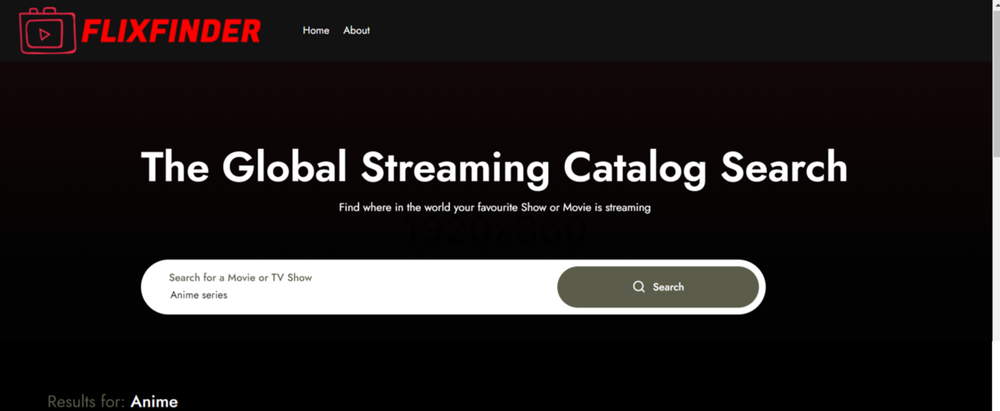 FLIXFINDER
Home About
The Global Streaming Catalog Search
Find where in the world your favourite Show or Movie is streaming
1920x860
Search for a Movie or TV Show
Anime series
Search
Results for: Anime